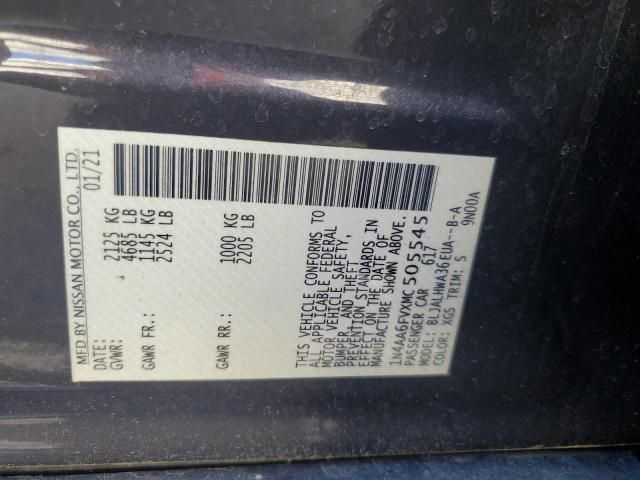 MFD BY NISSAN MOTOR CO., LTD.
DATE: 01/21
GVWR: 2125 KG
4685 LB
GAWR FR.: 1145 KG
2524 LB
GAWR RR.: 1000 KG
2205 LB
THIS VEHICLE CONFORMS TO
ALL APPLICABLE FEDERAL
MOTOR VEHICLE SAFETY,
BUMPER, AND THEFT
PREVENTION STANDARDS IN
EFFECT ON THE DATE OF
MANUFACTURE SHOWN ABOVE.
1N4AA6FVXMC505545
PASSENGER CAR 617
MODEL: BLJALHWA36EUA--B-A
COLOR: XGS TRIM: S 9N00A